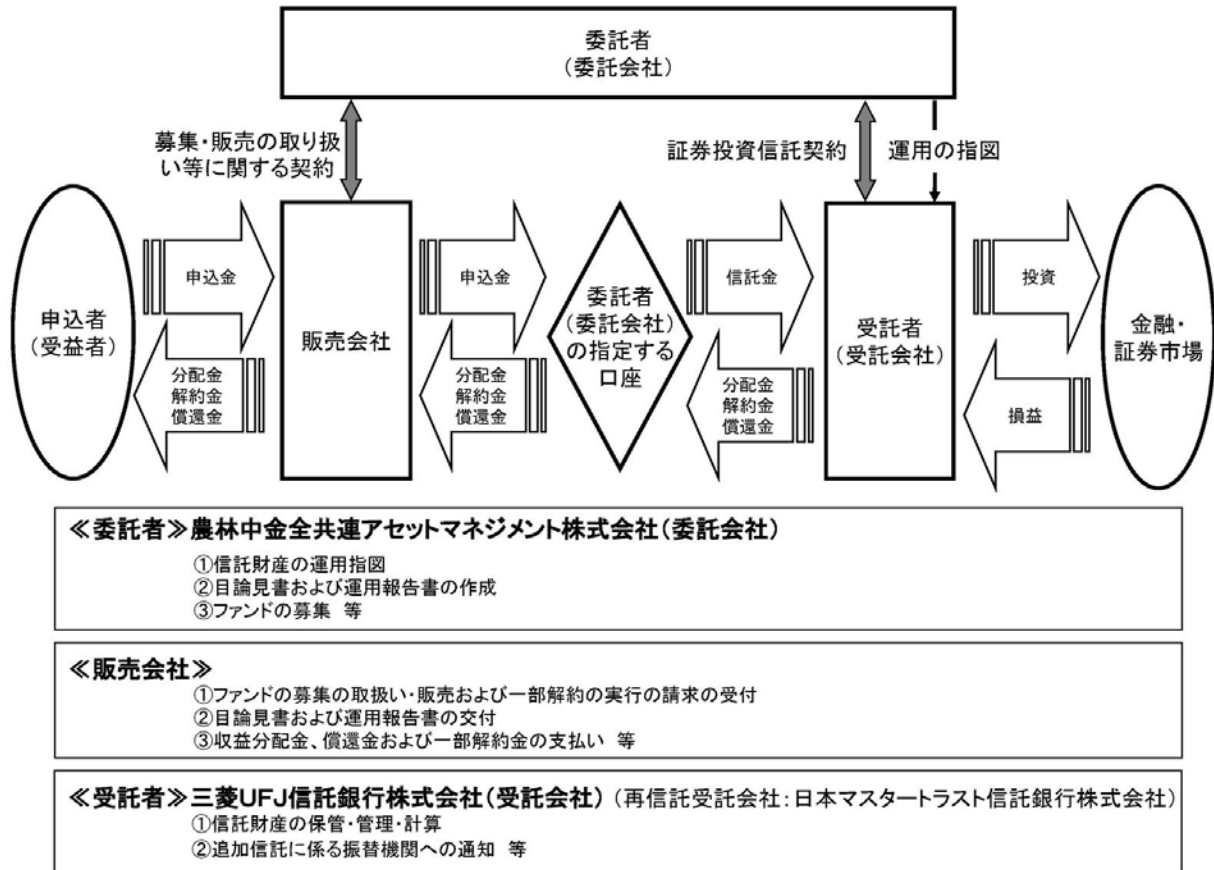 委託者
(委託会社)
募集・販売の取り扱
い等に関する契約
証券投資信託契約
運用の指図
申込者
(受益者)
申込金
分配金
解約金
償還金
販売会社
申込金
分配金
解約金
償還金
委託者
(委託会社)
の指定する
口座
信託金
分配金
解約金
償還金
受託者
(受託会社)
投資
損益
金融・
証券市場
≪委託者≫農林中金全共連アセットマネジメント株式会社(委託会社)
①信託財産の運用指図
②目論見書および運用報告書の作成
③ファンドの募集 等
≪販売会社≫
①ファンドの募集の取扱い・販売および一部解約の実行の請求の受付
②目論見書および運用報告書の交付
③収益分配金、償還金および一部解約金の支払い 等
≪受託者≫三菱UFJ信託銀行株式会社(受託会社) (再信託受託会社:日本マスタートラスト信託銀行株式会社)
①信託財産の保管・管理・計算
②追加信託に係る振替機関への通知 等